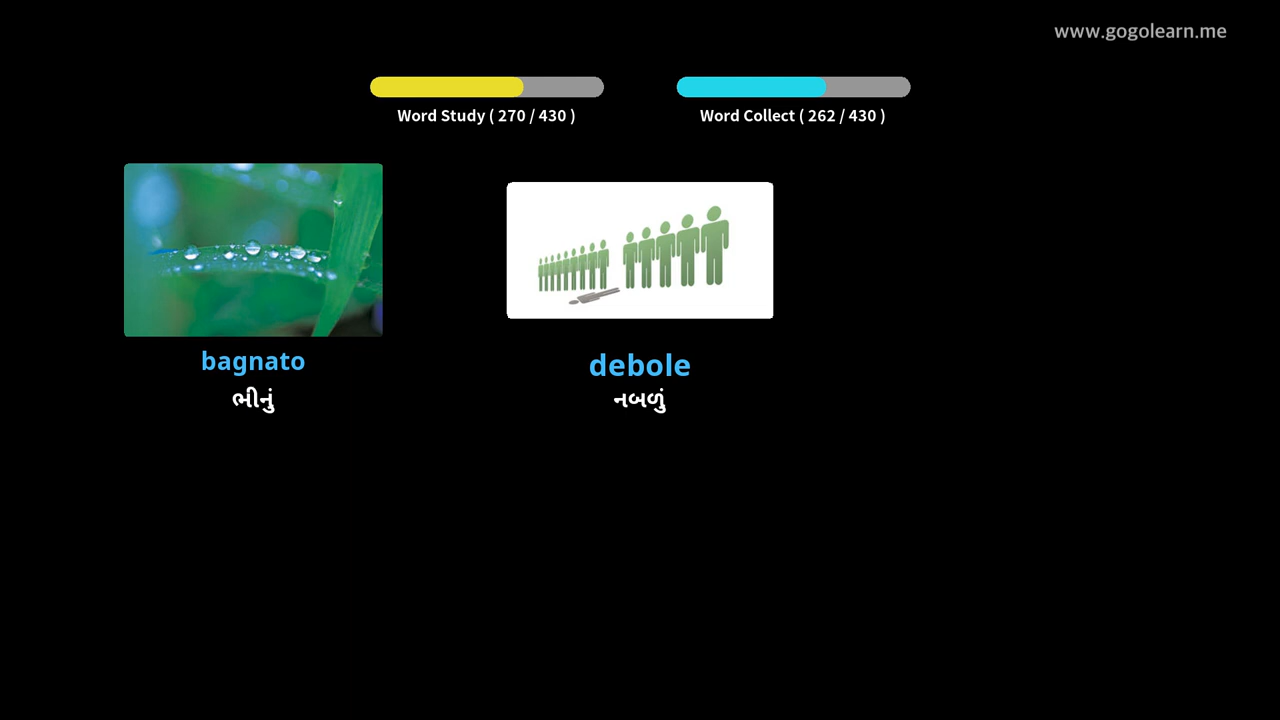 www.gogolearn.me
Word Study ( 270 / 430 )
Word Collect ( 262 / 430 )
bagnato
ભીનું
debole
નબળું